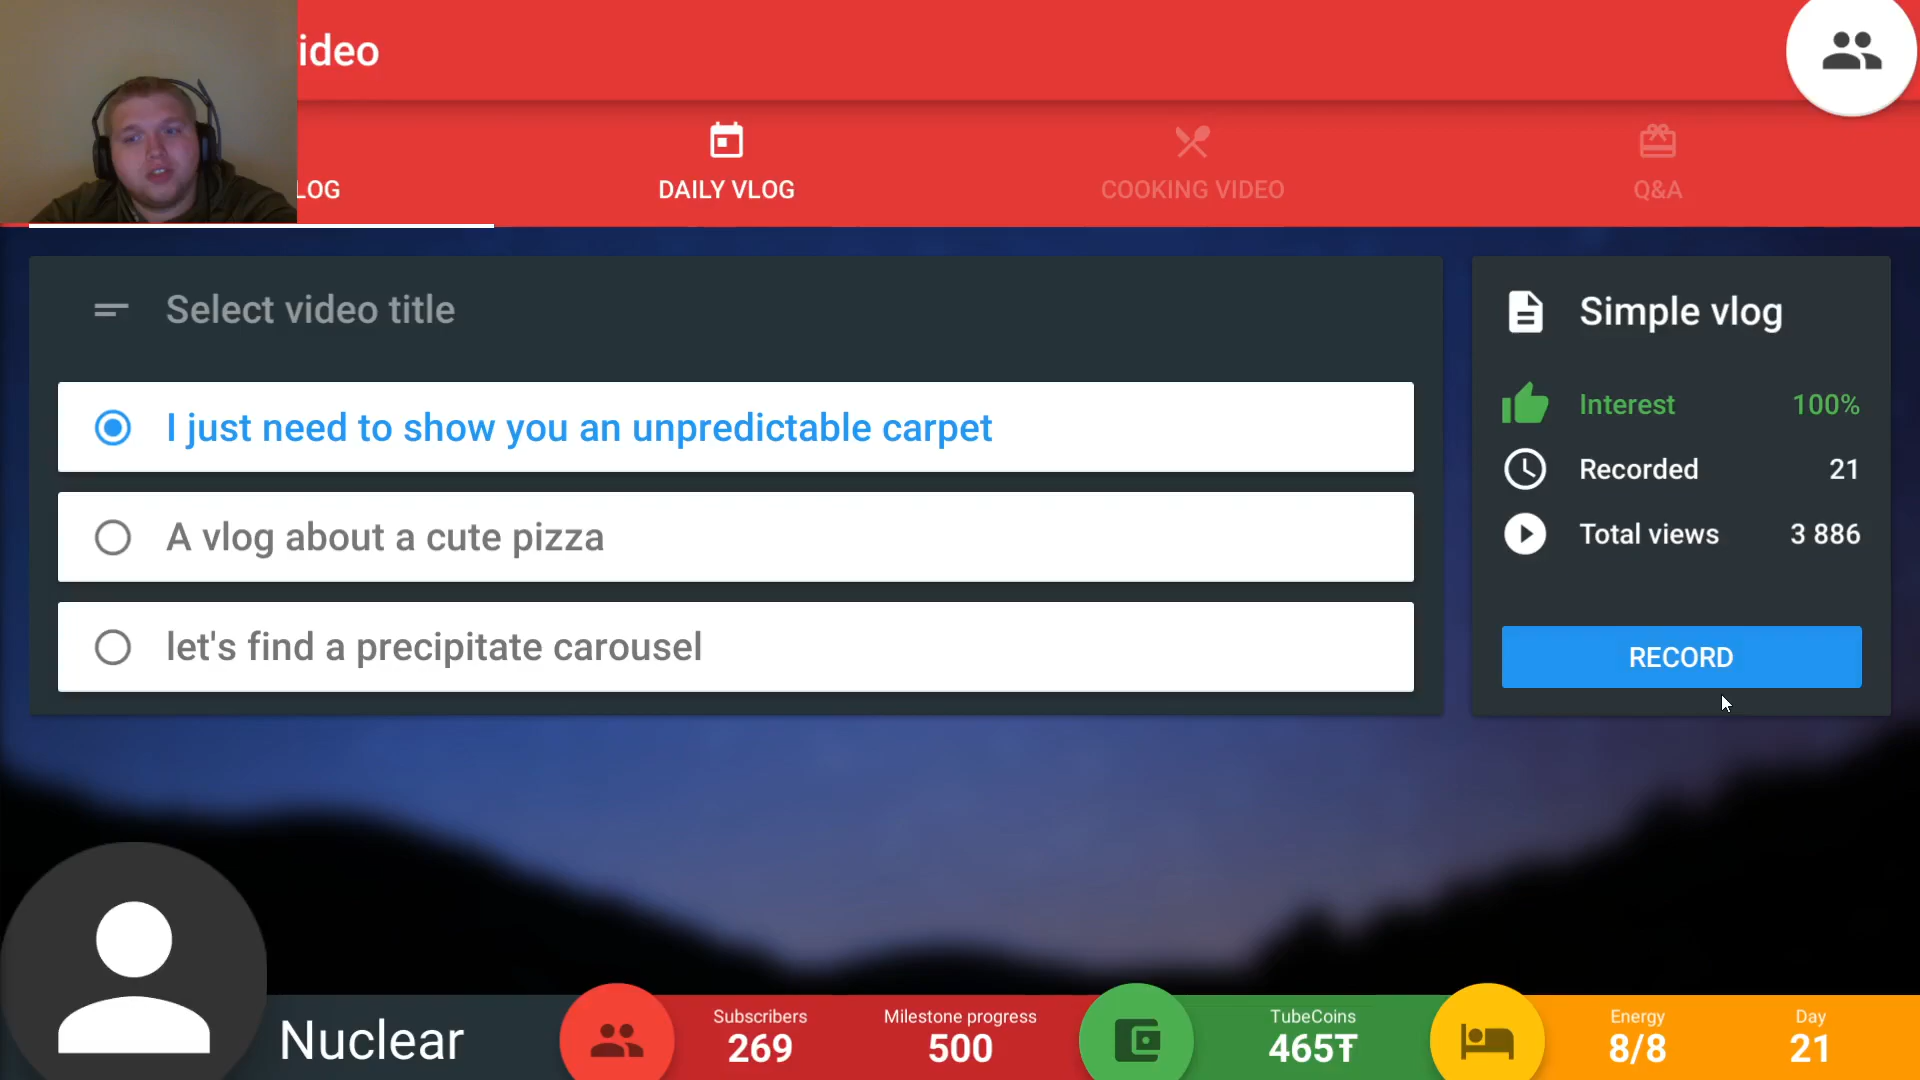 ideo
LOG
DAILY VLOG
COOKING VIDEO
Q&A
Select video title
I just need to show you an unpredictable carpet
A vlog about a cute pizza
let's find a precipitate carousel
Simple vlog
Interest 100%
Recorded 21
Total views 3 886
RECORD
Nuclear
Subscribers
269
Milestone progress
500
TubeCoins
465Ŧ
Energy
8/8
Day
21